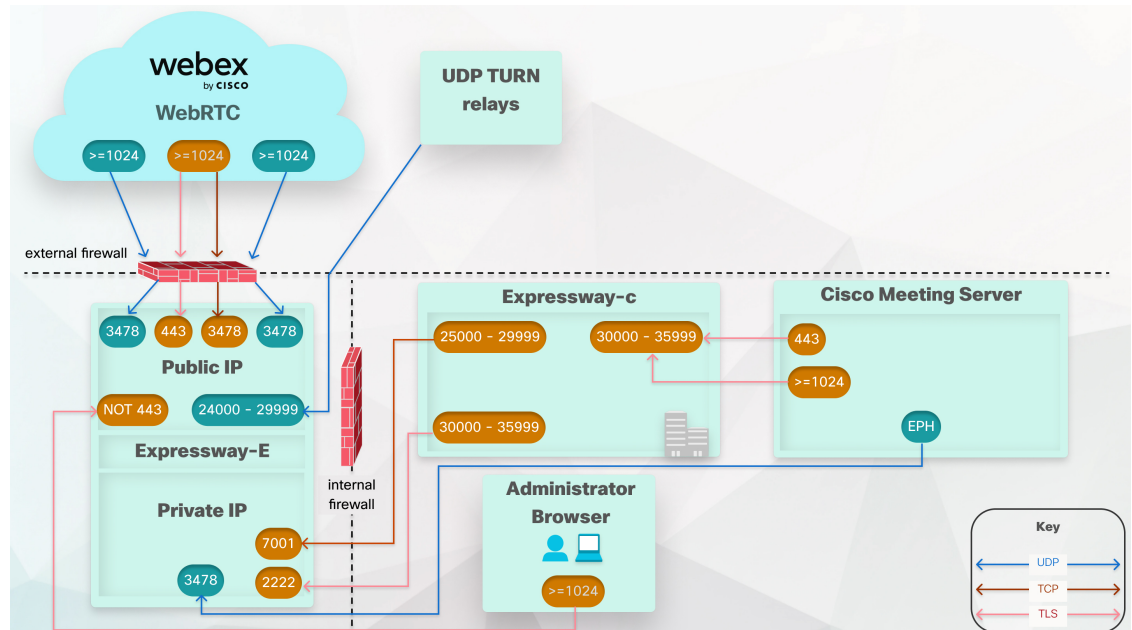 webex
by CISCO
WebRTC
>=1024
>=1024
>=1024
UDP TURN
relays
external firewall
3478
443
3478
3478
Public IP
NOT 443
24000 - 29999
Expressway-E
Private IP
7001
3478
2222
internal
firewall
Expressway-c
25000 - 29999
30000 - 35999
30000 - 35999
Cisco Meeting Server
443
>=1024
EPH
Administrator
Browser
>=1024
Key
UDP
TCP
TLS